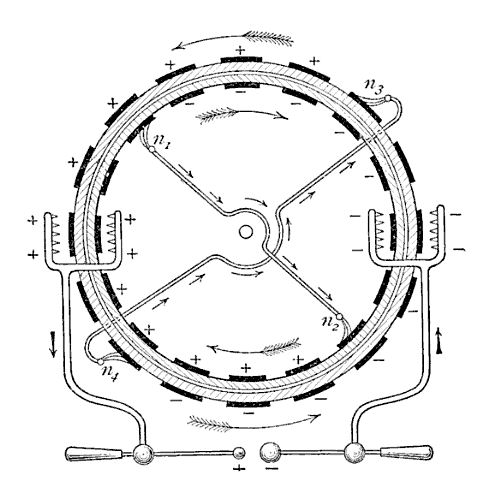 + + +
+ +
− − −
n3
− −
n1
+ −
+ −
+ + − −
+ + − −
+
n2
+
+ + +
n4
− −
− − −
+ −